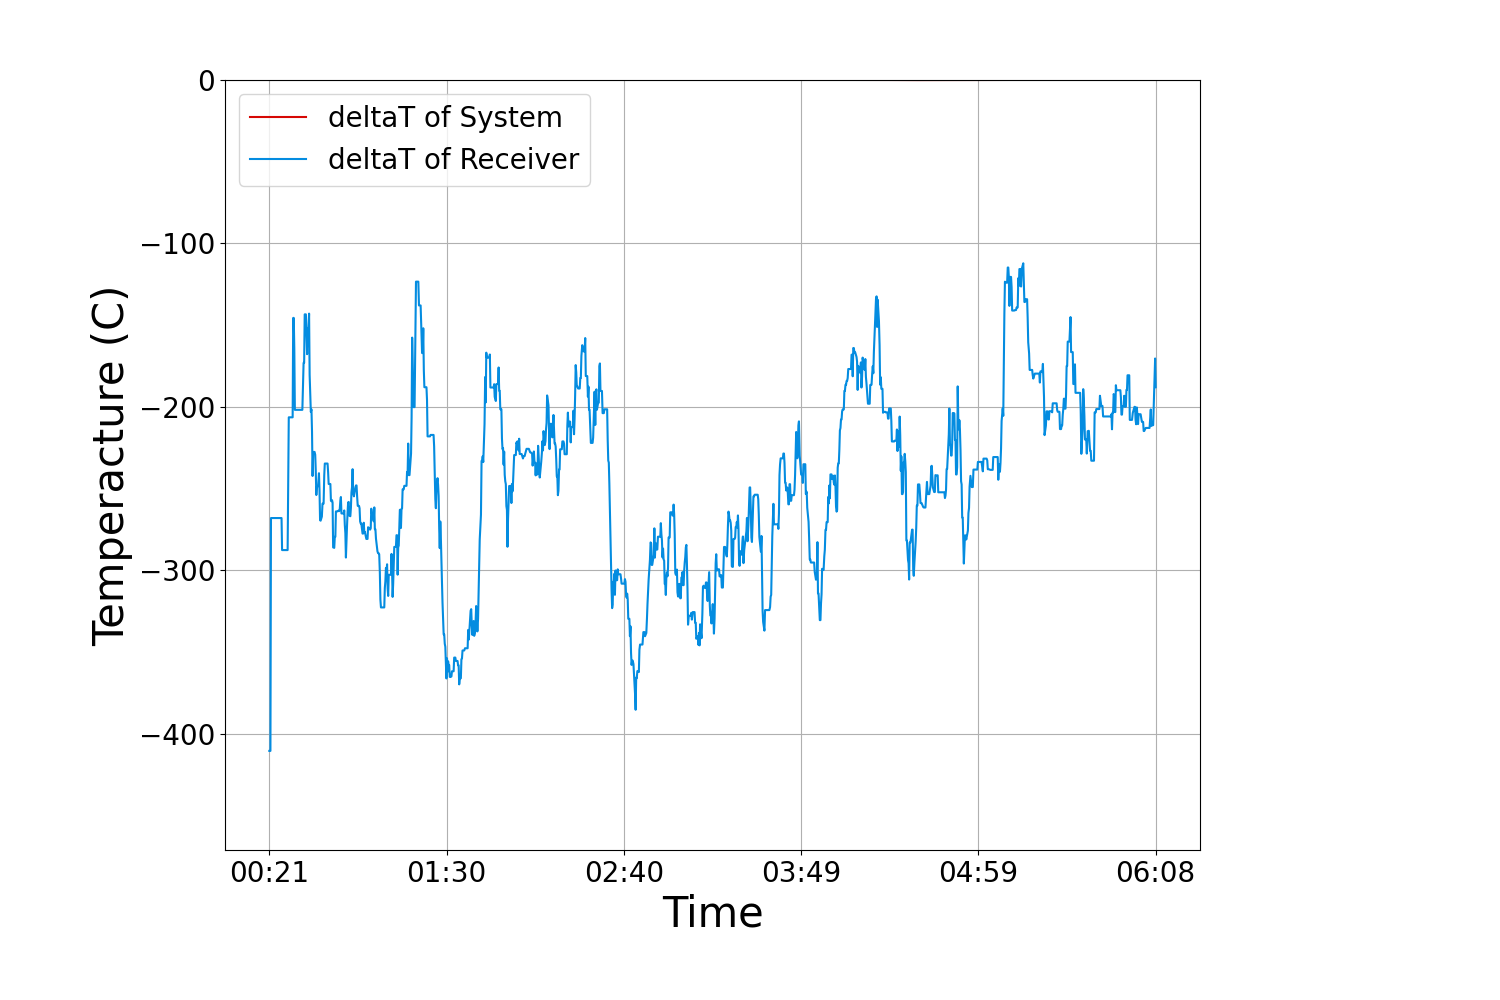 0
deltaT of System
deltaT of Receiver
−100
−200
−300
−400
Temperacture (C)
00:21 01:30 02:40 03:49 04:59 06:08
Time